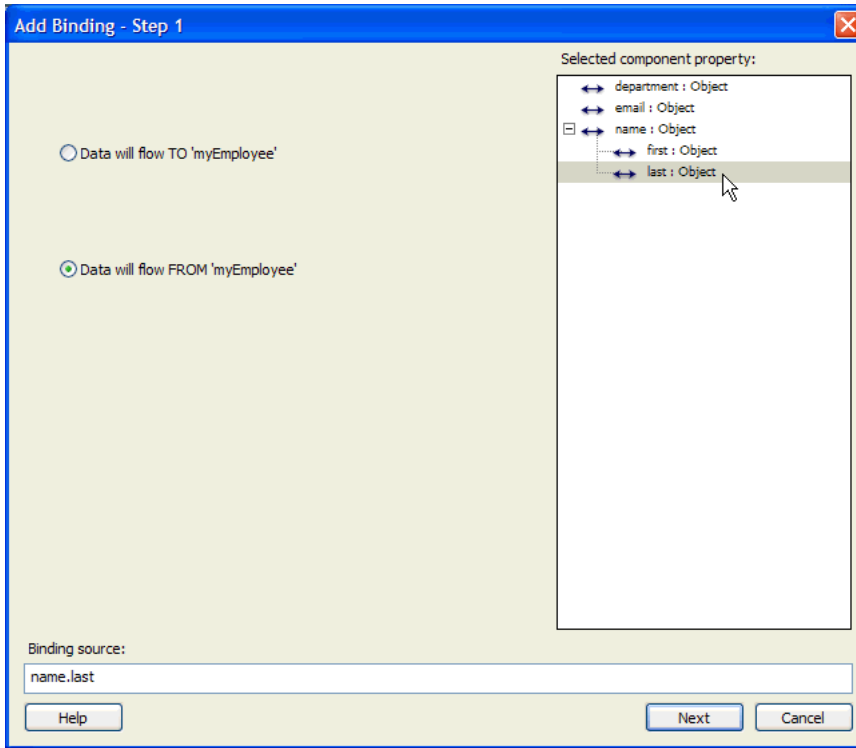 Add Binding - Step 1
Selected component property:
department : Object
email : Object
name : Object
first : Object
last : Object
Data will flow TO 'myEmployee'
Data will flow FROM 'myEmployee'
Binding source:
name.last
Help
Next
Cancel